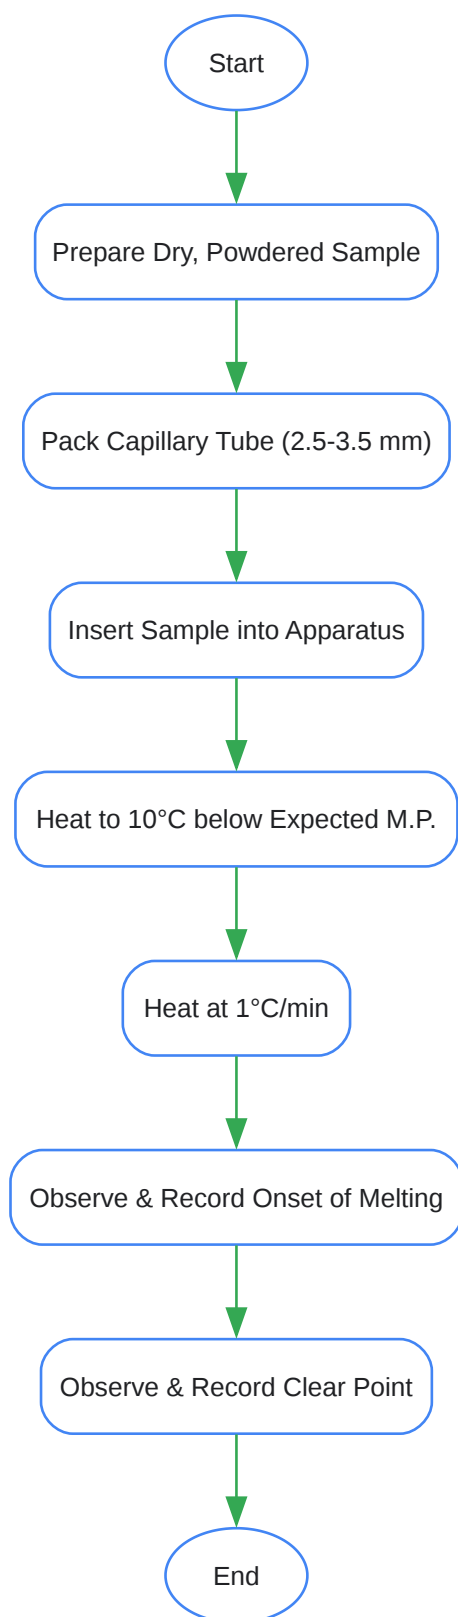 Start
Prepare Dry, Powdered Sample
Pack Capillary Tube (2.5-3.5 mm)
Insert Sample into Apparatus
Heat to 10°C below Expected M.P.
Heat at 1°C/min
Observe & Record Onset of Melting
Observe & Record Clear Point
End